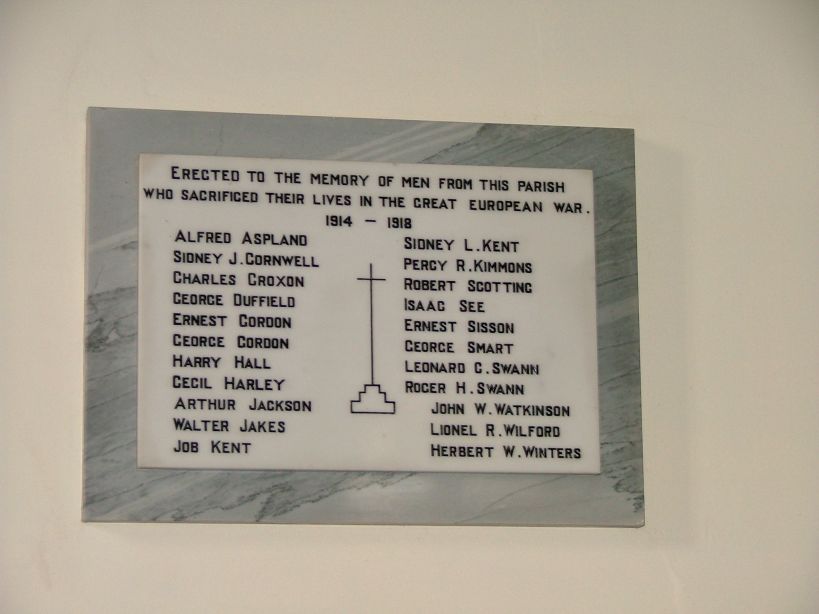 ERECTED TO THE MEMORY OF MEN FROM THIS PARISH
WHO SACRIFICED THEIR LIVES IN THE GREAT EUROPEAN WAR.
1914 - 1918
ALFRED ASPLAND
SIDNEY J. CORNWELL
CHARLES CROXON
GEORGE DUFFIELD
ERNEST GORDON
GEORGE GORDON
HARRY HALL
CECIL HARLEY
ARTHUR JACKSON
WALTER JAKES
JOB KENT
SIDNEY L. KENT
PERCY R. KIMMONS
ROBERT SCOTTING
ISAAC SEE
ERNEST SISSON
GEORGE SMART
LEONARD C. SWANN
ROGER H. SWANN
JOHN W. WATKINSON
LIONEL R. WILFORD
HERBERT W. WINTERS